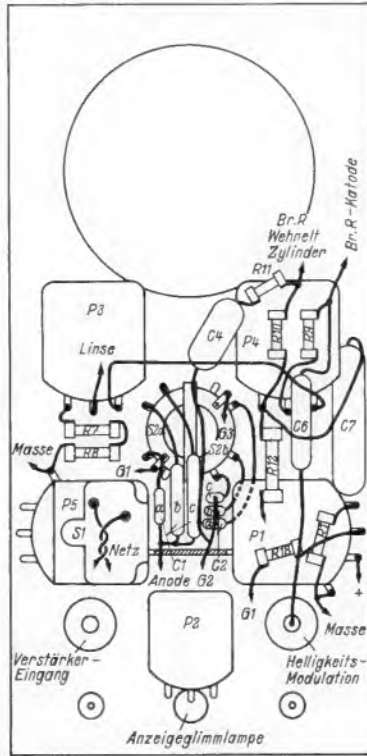 Br.R
Wehnelt
Zylinder
Br.R-Katode
R11
P3
C4
P4
R10
R9
Linse
C6
C7
R7
S2a
G3
R8
S2b
Masse
G1
R12
a
b
c
P5
P1
S1
Netz
R18
R1
C1
C2
Anode G2
G1
+
P2
Masse
Verstärker-
Eingang
Helligkeits-
Modulation
Anzeigeglimmlampe